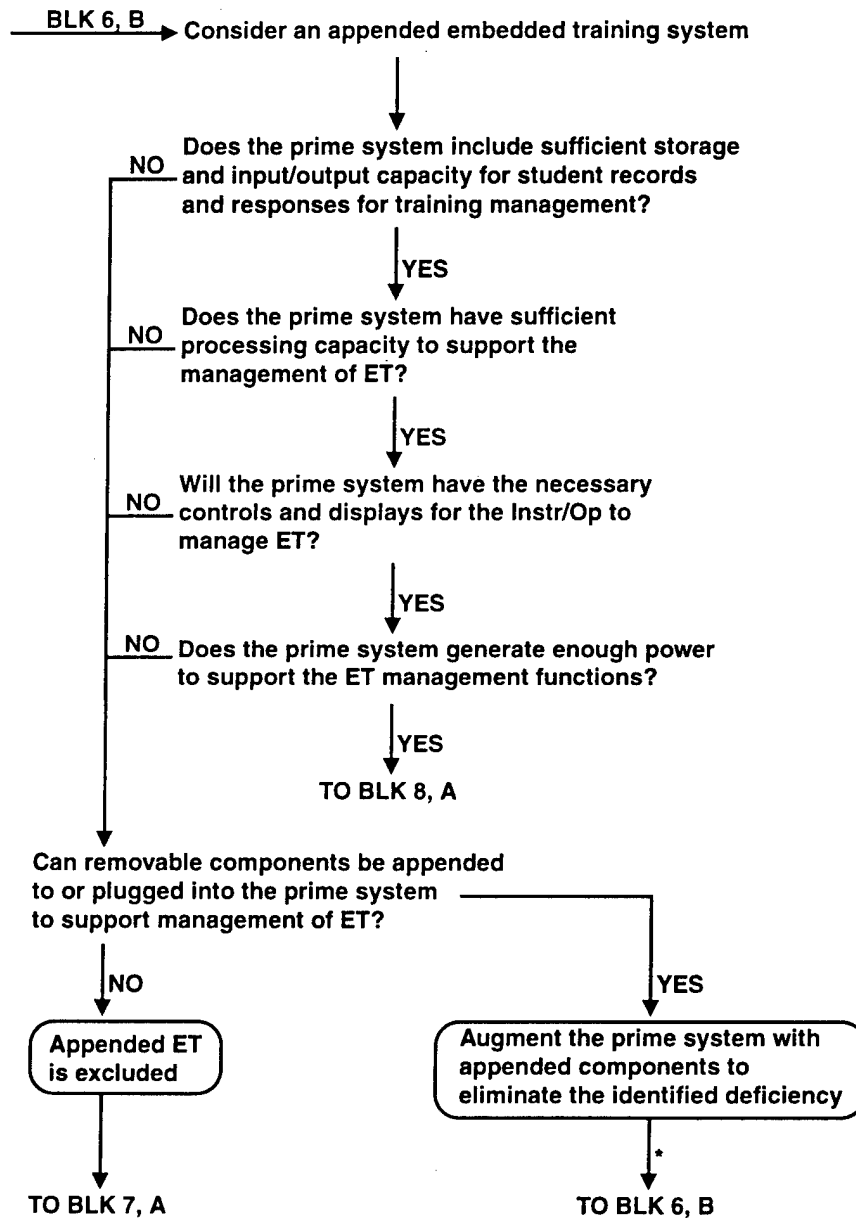 BLK 6, B
Consider an appended embedded training system
Does the prime system include sufficient storage
NO
and input/output capacity for student records
and responses for training management?
YES
Does the prime system have sufficient
NO
processing capacity to support the
management of ET?
YES
Will the prime system have the necessary
NO
controls and displays for the Instr/Op to
manage ET?
YES
NO
Does the prime system generate enough power
to support the ET management functions?
YES
TO BLK 8, A
Can removable components be appended
to or plugged into the prime system
to support management of ET?
NO
YES
Appended ET
is excluded
Augment the prime system with
appended components to
eliminate the identified deficiency
*
TO BLK 7, A
TO BLK 6, B